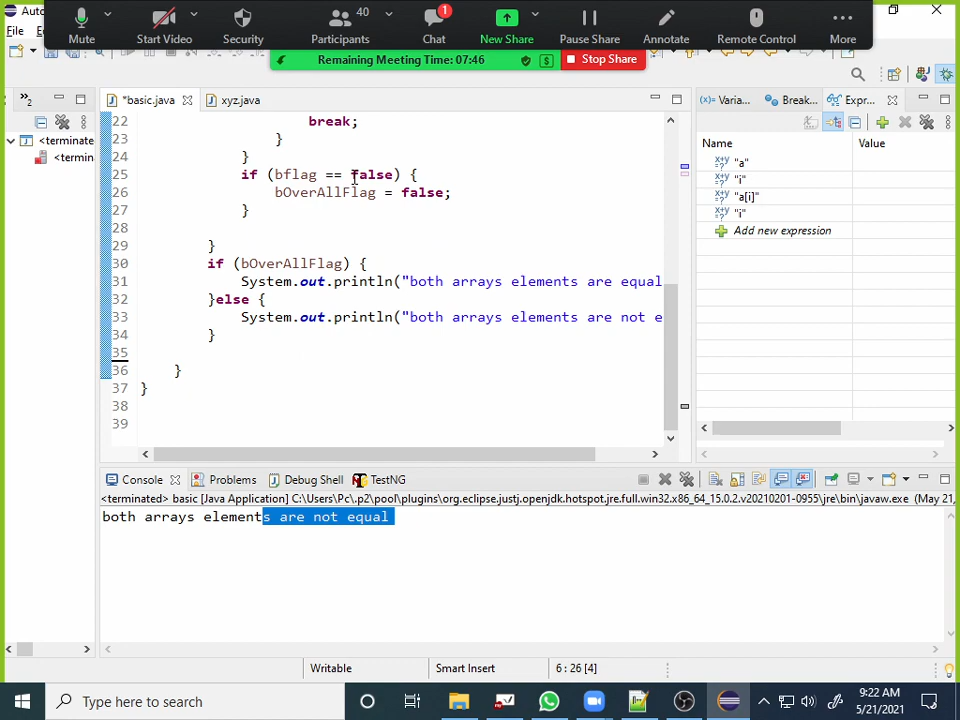 Auto
40
1
Mute
Start Video
Security
Participants
Chat
New Share
Pause Share
Annotate
Remote Control
More
File
Remaining Meeting Time: 07:46
$
Stop Share
»2
*basic.java
xyz.java
(x)= Varia...
Break...
Expr...
<terminate
<termin
22 break;
23 }
24 }
25 if (bflag == false) {
26 bOverAllFlag = false;
27 }
28
29 }
30 if (bOverAllFlag) {
31 System.out.println("both arrays elements are equal
32 }else {
33 System.out.println("both arrays elements are not e
34 }
35
36 }
37 }
38
39
Name Value
"a"
"i"
"a[i]"
"i"
Add new expression
Console
Problems
Debug Shell
TestNG
<terminated> basic [Java Application] C:\Users\Pc\.p2\pool\plugins\org.eclipse.justj.openjdk.hotspot.jre.full.win32.x86_64_15.0.2.v20210201-0955\jre\bin\javaw.exe (May 21,
both arrays elements are not equal
Writable
Smart Insert
6 : 26 [4]
Type here to search
9:22 AM
5/21/2021